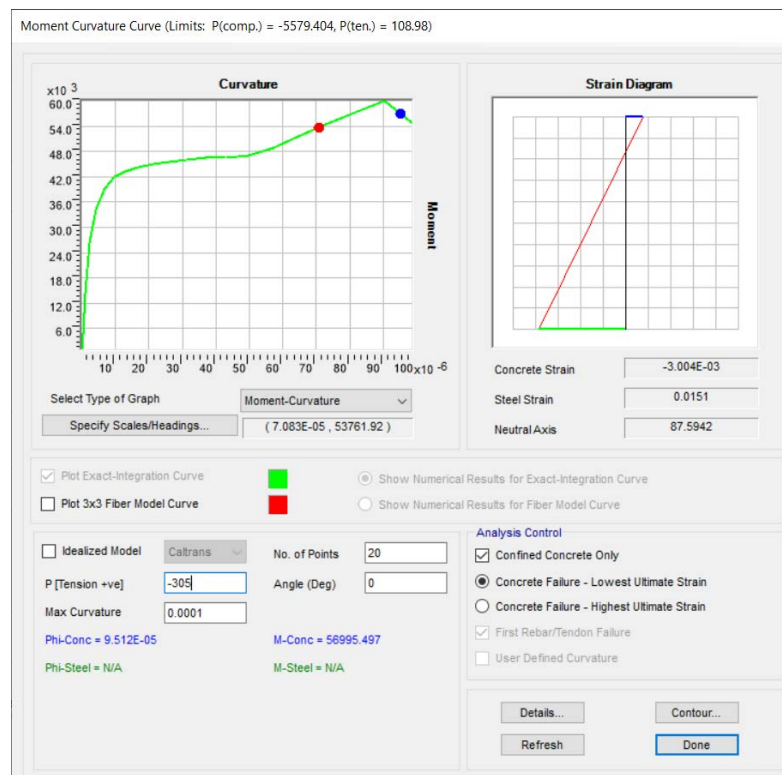 Moment Curvature Curve (Limits: P(comp.) = -5579.404, P(ten.) = 108.98)
Curvature
x10 3
60.0
54.0
48.0
42.0
36.0
30.0
24.0
18.0
12.0
6.0
Moment
10 20 30 40 50 60 70 80 90 100 x10 -6
Select Type of Graph
Moment-Curvature
Specify Scales/Headings...
( 7.083E-05 , 53761.92 )
Strain Diagram
Concrete Strain
-3.004E-03
Steel Strain
0.0151
Neutral Axis
87.5942
Plot Exact-Integration Curve
Show Numerical Results for Exact-Integration Curve
Plot 3x3 Fiber Model Curve
Show Numerical Results for Fiber Model Curve
Idealized Model
Caltrans
No. of Points
20
P [Tension +ve]
-305
Angle (Deg)
0
Max Curvature
0.0001
Phi-Conc = 9.512E-05
M-Conc = 56995.497
Phi-Steel = N/A
M-Steel = N/A
Analysis Control
Confined Concrete Only
Concrete Failure - Lowest Ultimate Strain
Concrete Failure - Highest Ultimate Strain
First Rebar/Tendon Failure
User Defined Curvature
Details...
Contour...
Refresh
Done